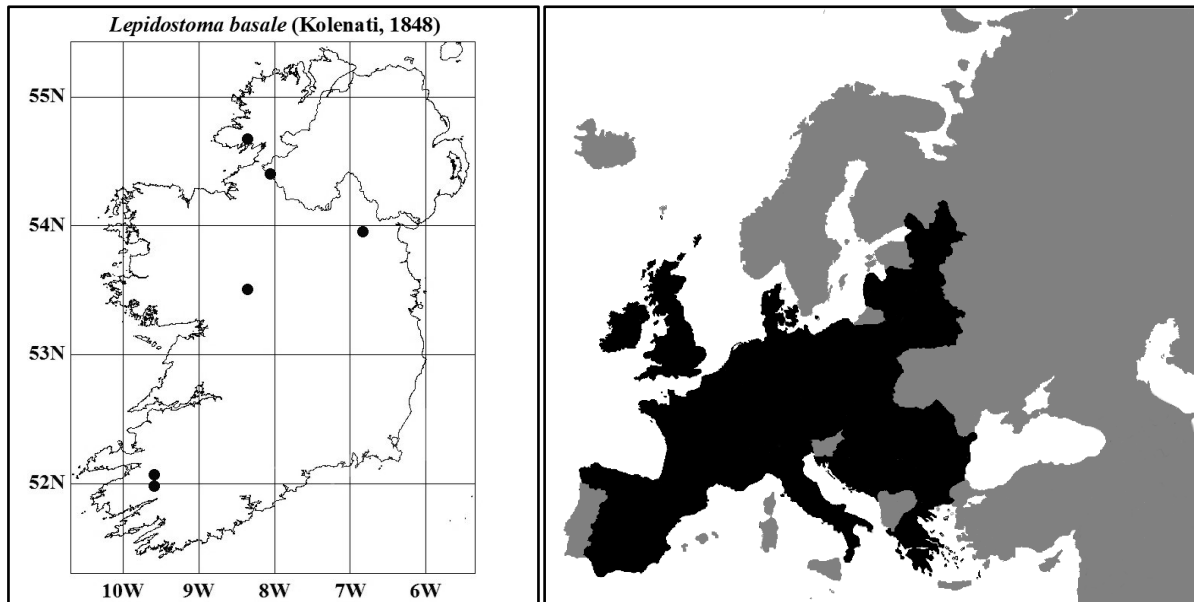 Lepidostoma basale (Kolenati, 1848)
55N
54N
53N
52N
10W 9W 8W 7W 6W